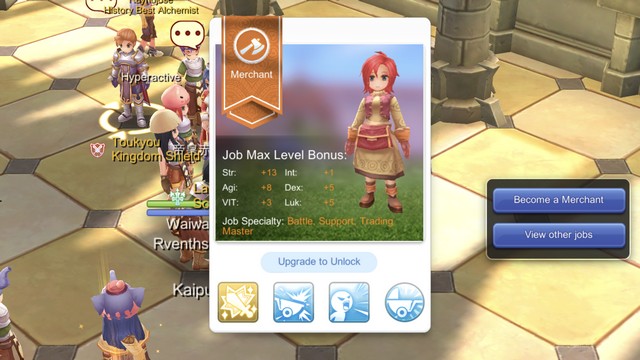 History Best Alchemist
Hyperactive
Toukyou
Kingdom Shield
Waiwa
Rvenths
Kaipu
Merchant
Job Max Level Bonus:
Str: +13 Int: +1
Agi: +8 Dex: +5
VIT: +3 Luk: +5
Job Specialty: Battle, Support, Trading,
Master
Upgrade to Unlock
Become a Merchant
View other jobs